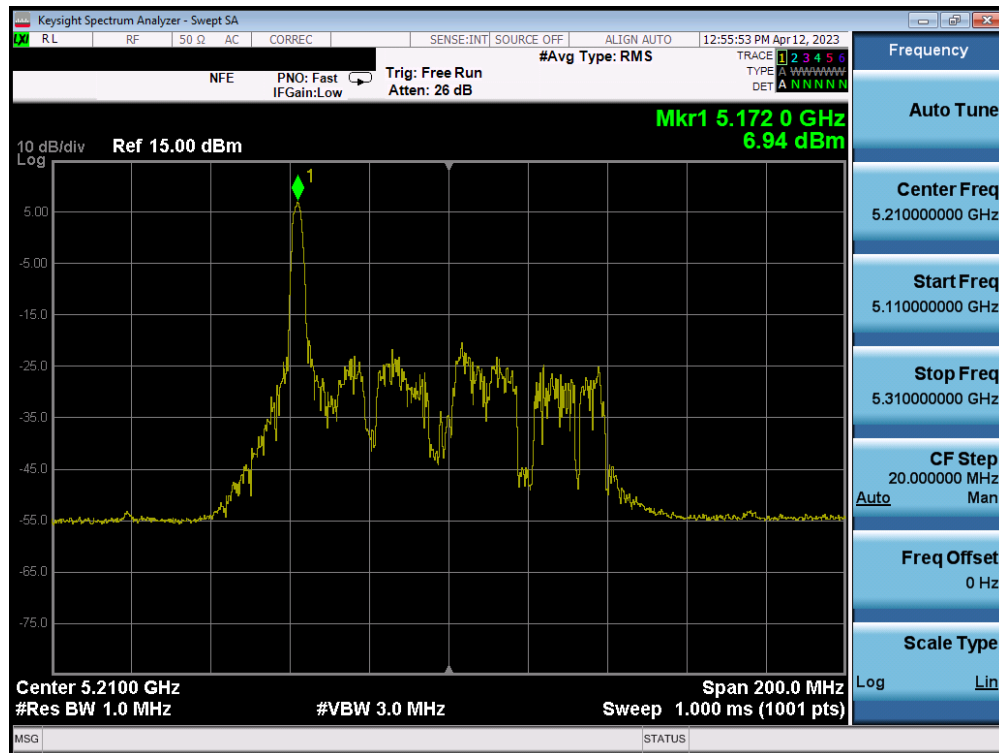 Keysight Spectrum Analyzer - Swept SA
LXI RL RF 50 Ω AC CORREC SENSE:INT SOURCE OFF ALIGN AUTO 12:55:53 PM Apr 12, 2023
#Avg Type: RMS
TRACE 1 2 3 4 5 6
NFE PNO: Fast Trig: Free Run
TYPE A WWWWW
IFGain:Low Atten: 26 dB
DET A N N N N N
Mkr1 5.172 0 GHz
6.94 dBm
10 dB/div Ref 15.00 dBm
Log
1
5.00
-5.00
-15.0
-25.0
-35.0
-45.0
-55.0
-65.0
-75.0
Center 5.2100 GHz Span 200.0 MHz
#Res BW 1.0 MHz #VBW 3.0 MHz Sweep 1.000 ms (1001 pts)
MSG STATUS
Frequency
Auto Tune
Center Freq
5.210000000 GHz
Start Freq
5.110000000 GHz
Stop Freq
5.310000000 GHz
CF Step
20.000000 MHz
Auto Man
Freq Offset
0 Hz
Scale Type
Log Lin